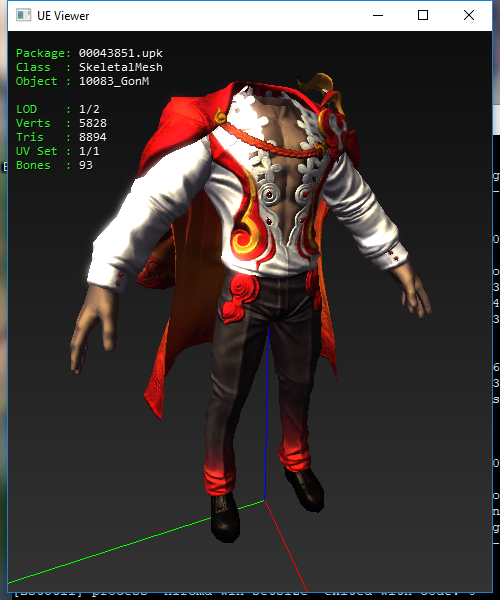 UE Viewer
Package: 00043851.upk
Class  : SkeletalMesh
Object : 10083_GonM
LOD    : 1/2
Verts  : 5828
Tris   : 8894
UV Set : 1/1
Bones  : 93